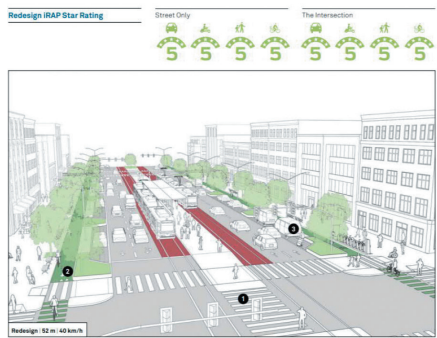 Redesign iRAP Star Rating
Street Only
The Intersection
5 5 5 5
5 5 5 5
1
2
3
Redesign | 52 m | 40 km/h